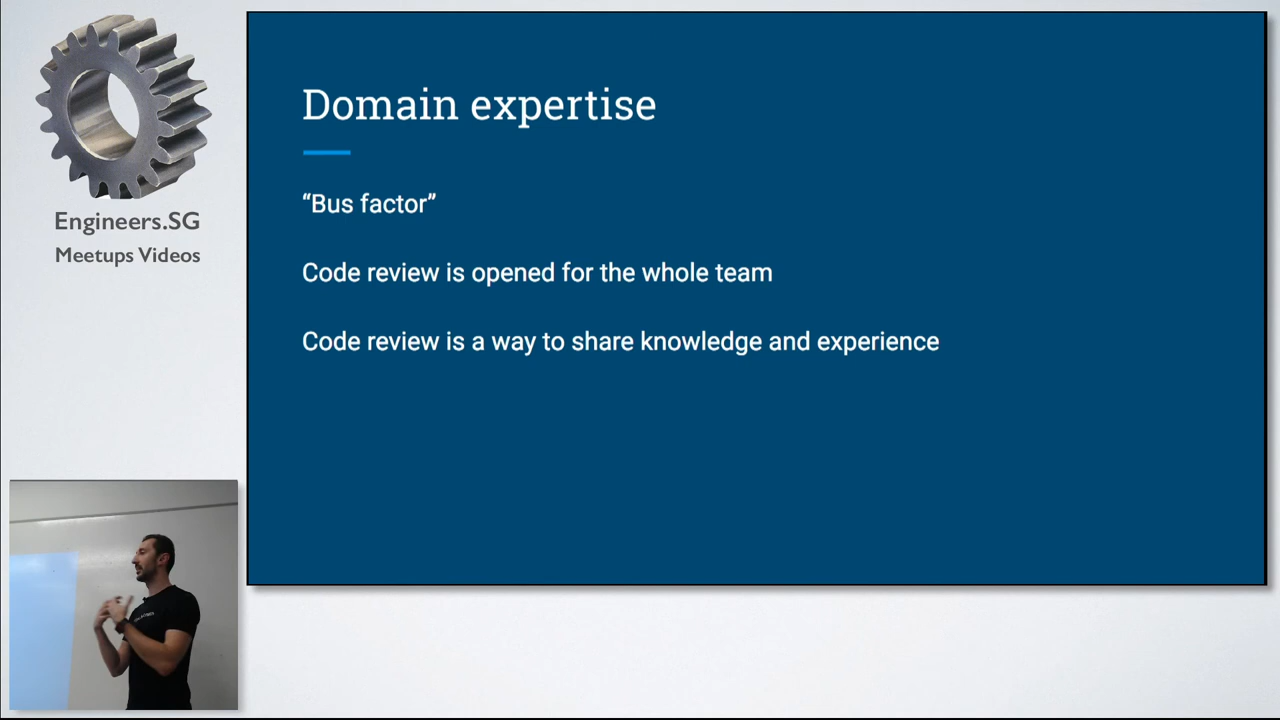 Engineers.SG
Meetups Videos
Domain expertise
“Bus factor”
Code review is opened for the whole team
Code review is a way to share knowledge and experience